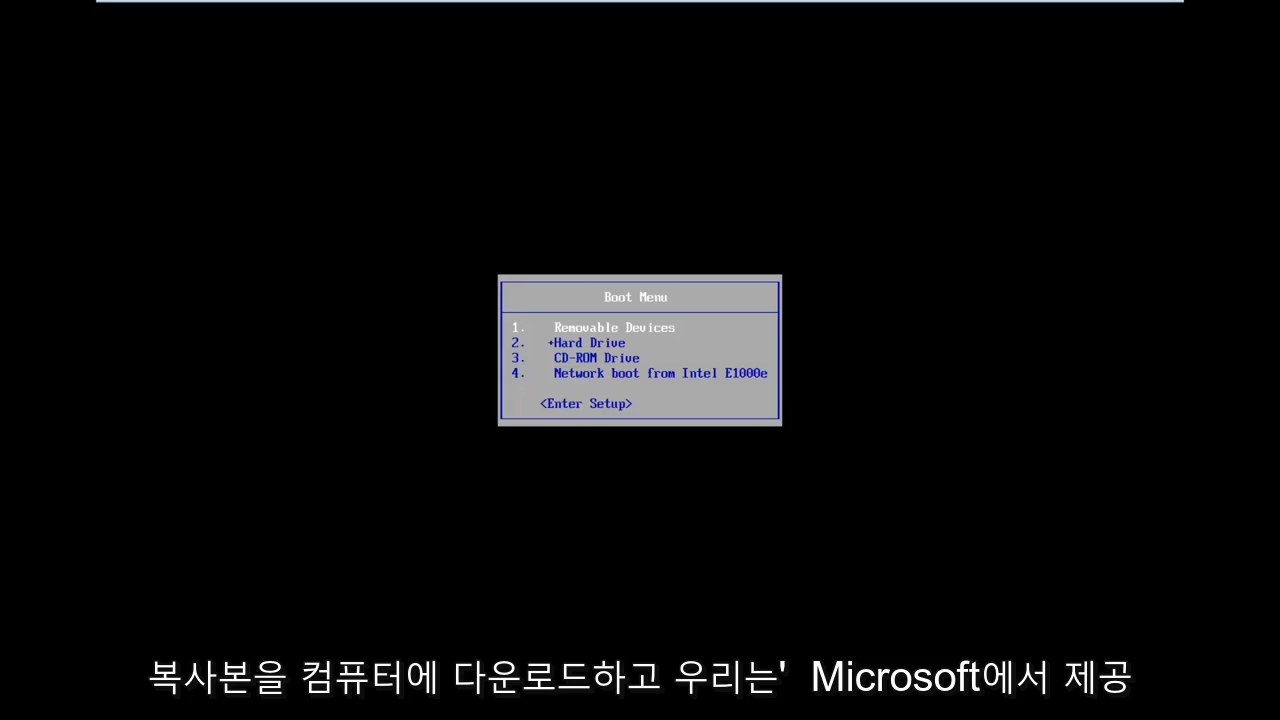 Boot Menu
1. Removable Devices
2. +Hard Drive
3. CD-ROM Drive
4. Network boot from Intel E1000e
<Enter Setup>
복사본을 컴퓨터에 다운로드하고 우리는' Microsoft에서 제공